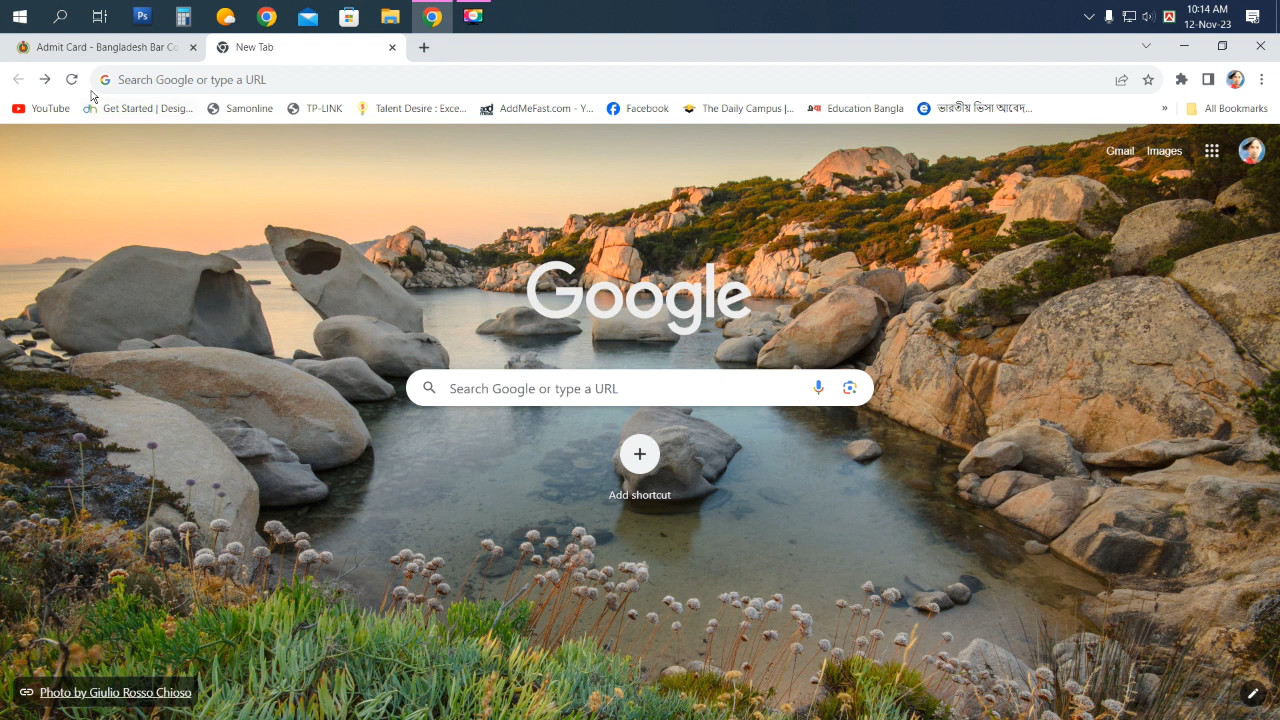 Ps
10:14 AM
12-Nov-23
Admit Card - Bangladesh Bar Co
New Tab
Search Google or type a URL
YouTube
Get Started | Desig...
Samonline
TP-LINK
Talent Desire : Exce...
AddMeFast.com - Y...
Facebook
The Daily Campus |...
Education Bangla
ভারতীয় ভিসা আবেদ...
»
All Bookmarks
Gmail
Images
Google
Search Google or type a URL
Add shortcut
Photo by Giulio Rosso Chioso